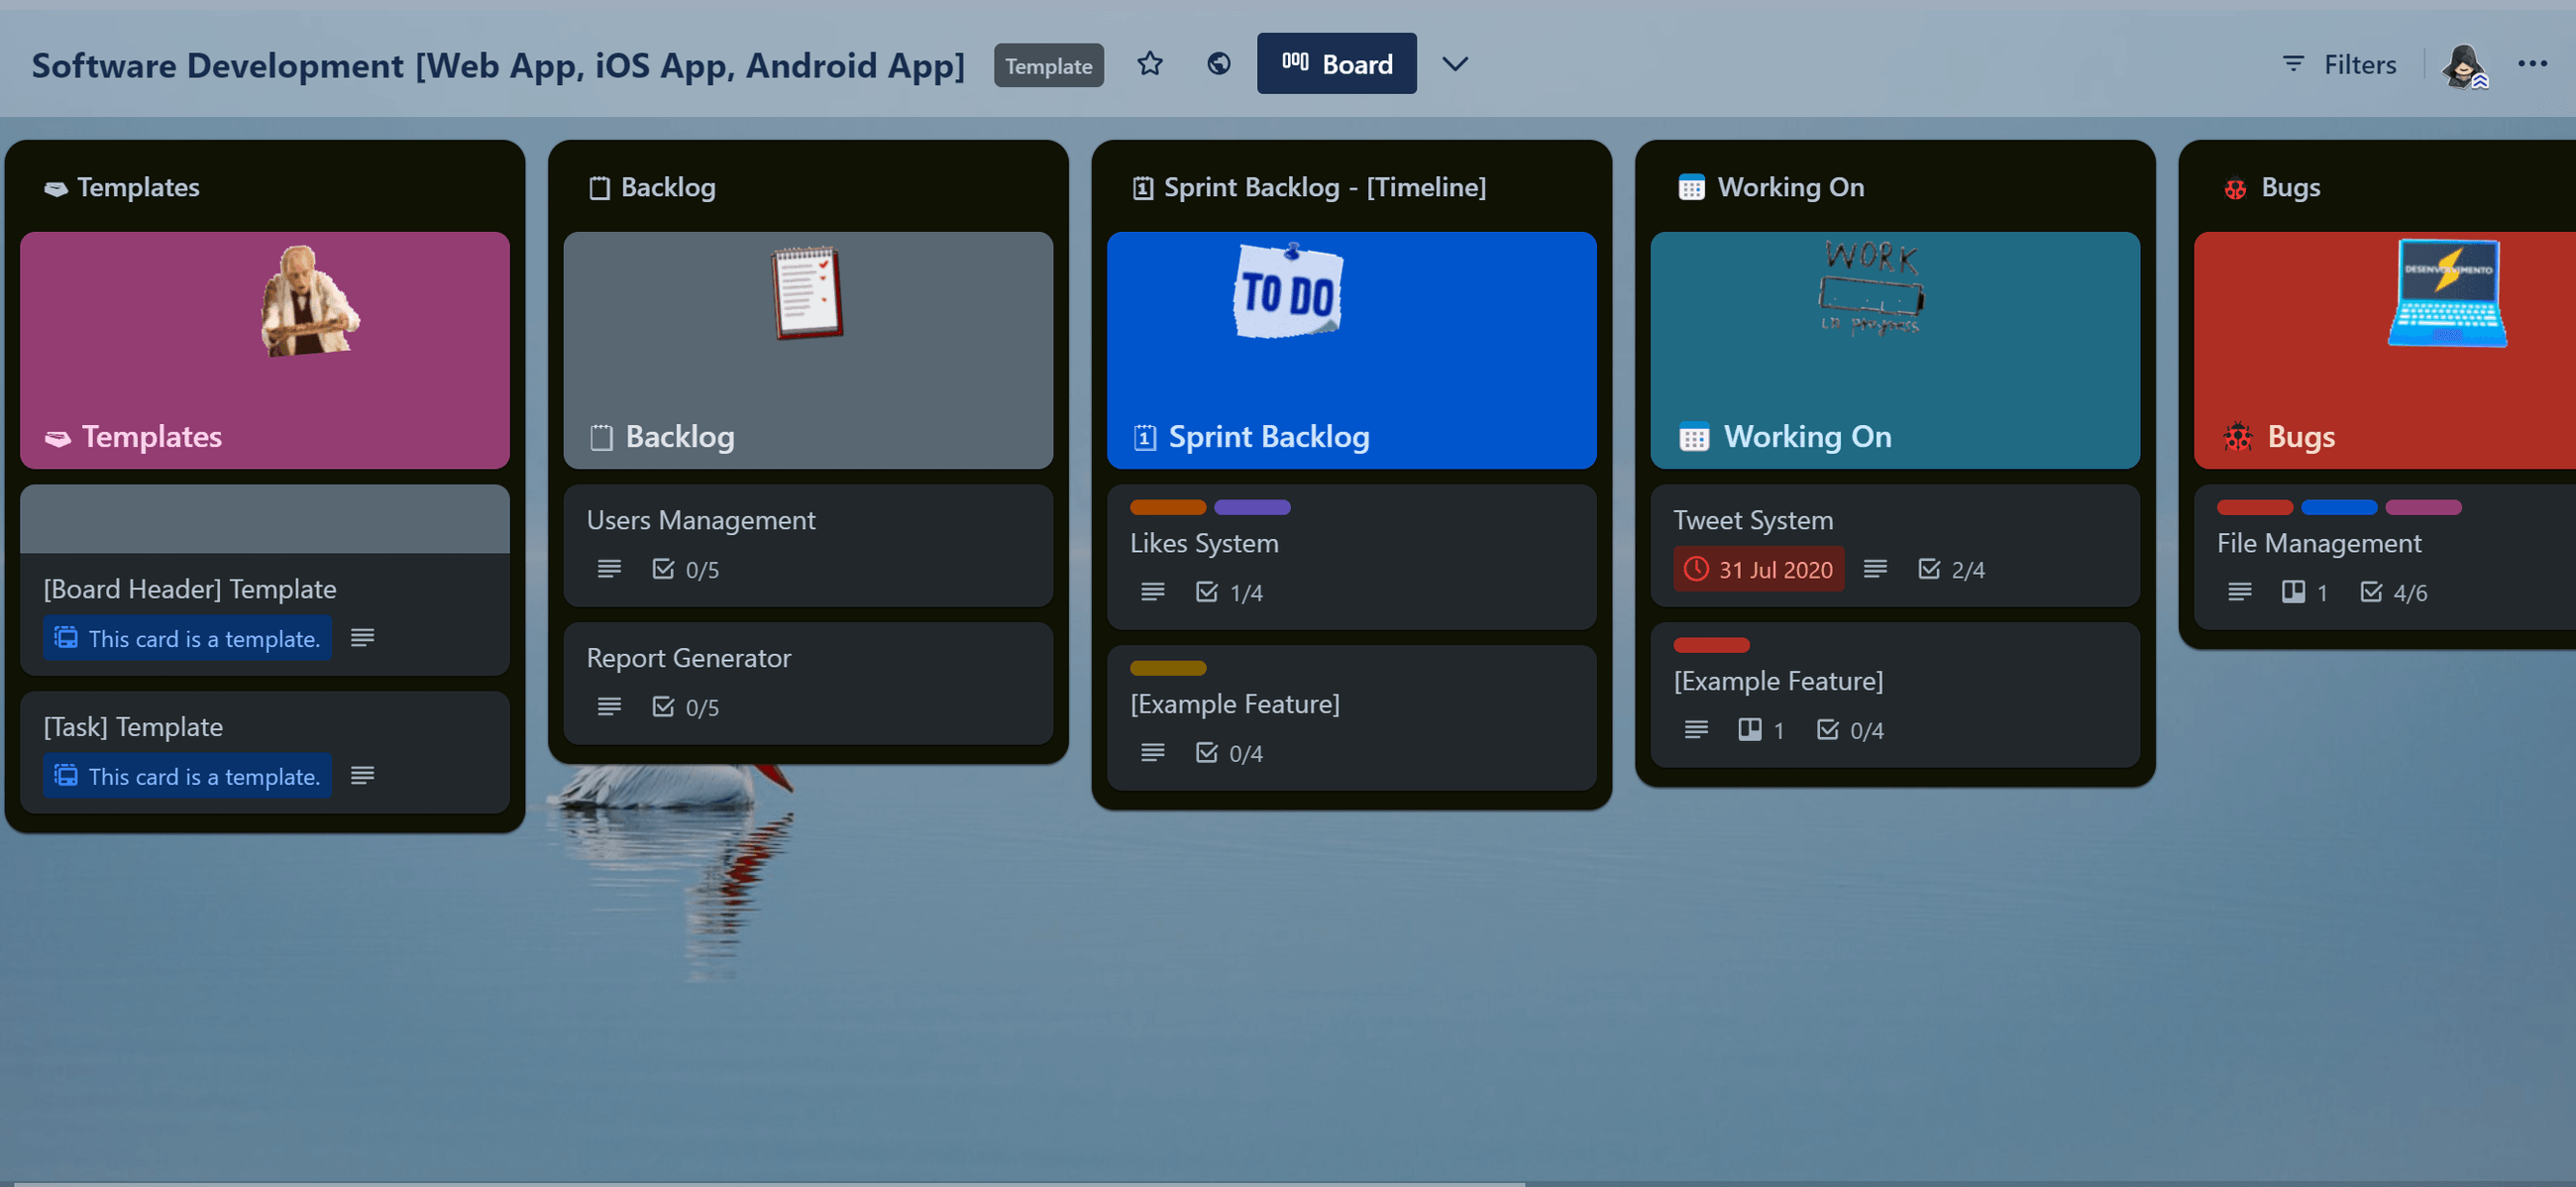 Software Development [Web App, iOS App, Android App] Template Board Filters
Templates
Templates
[Board Header] Template
This card is a template.
[Task] Template
This card is a template.
Backlog
Backlog
Users Management
0/5
Report Generator
0/5
1 Sprint Backlog - [Timeline]
TO DO
1 Sprint Backlog
Likes System
1/4
[Example Feature]
0/4
Working On
WORK
Working On
Tweet System
31 Jul 2020 2/4
[Example Feature]
1 0/4
Bugs
DESENVOLVIMENTO
Bugs
File Management
1 4/6